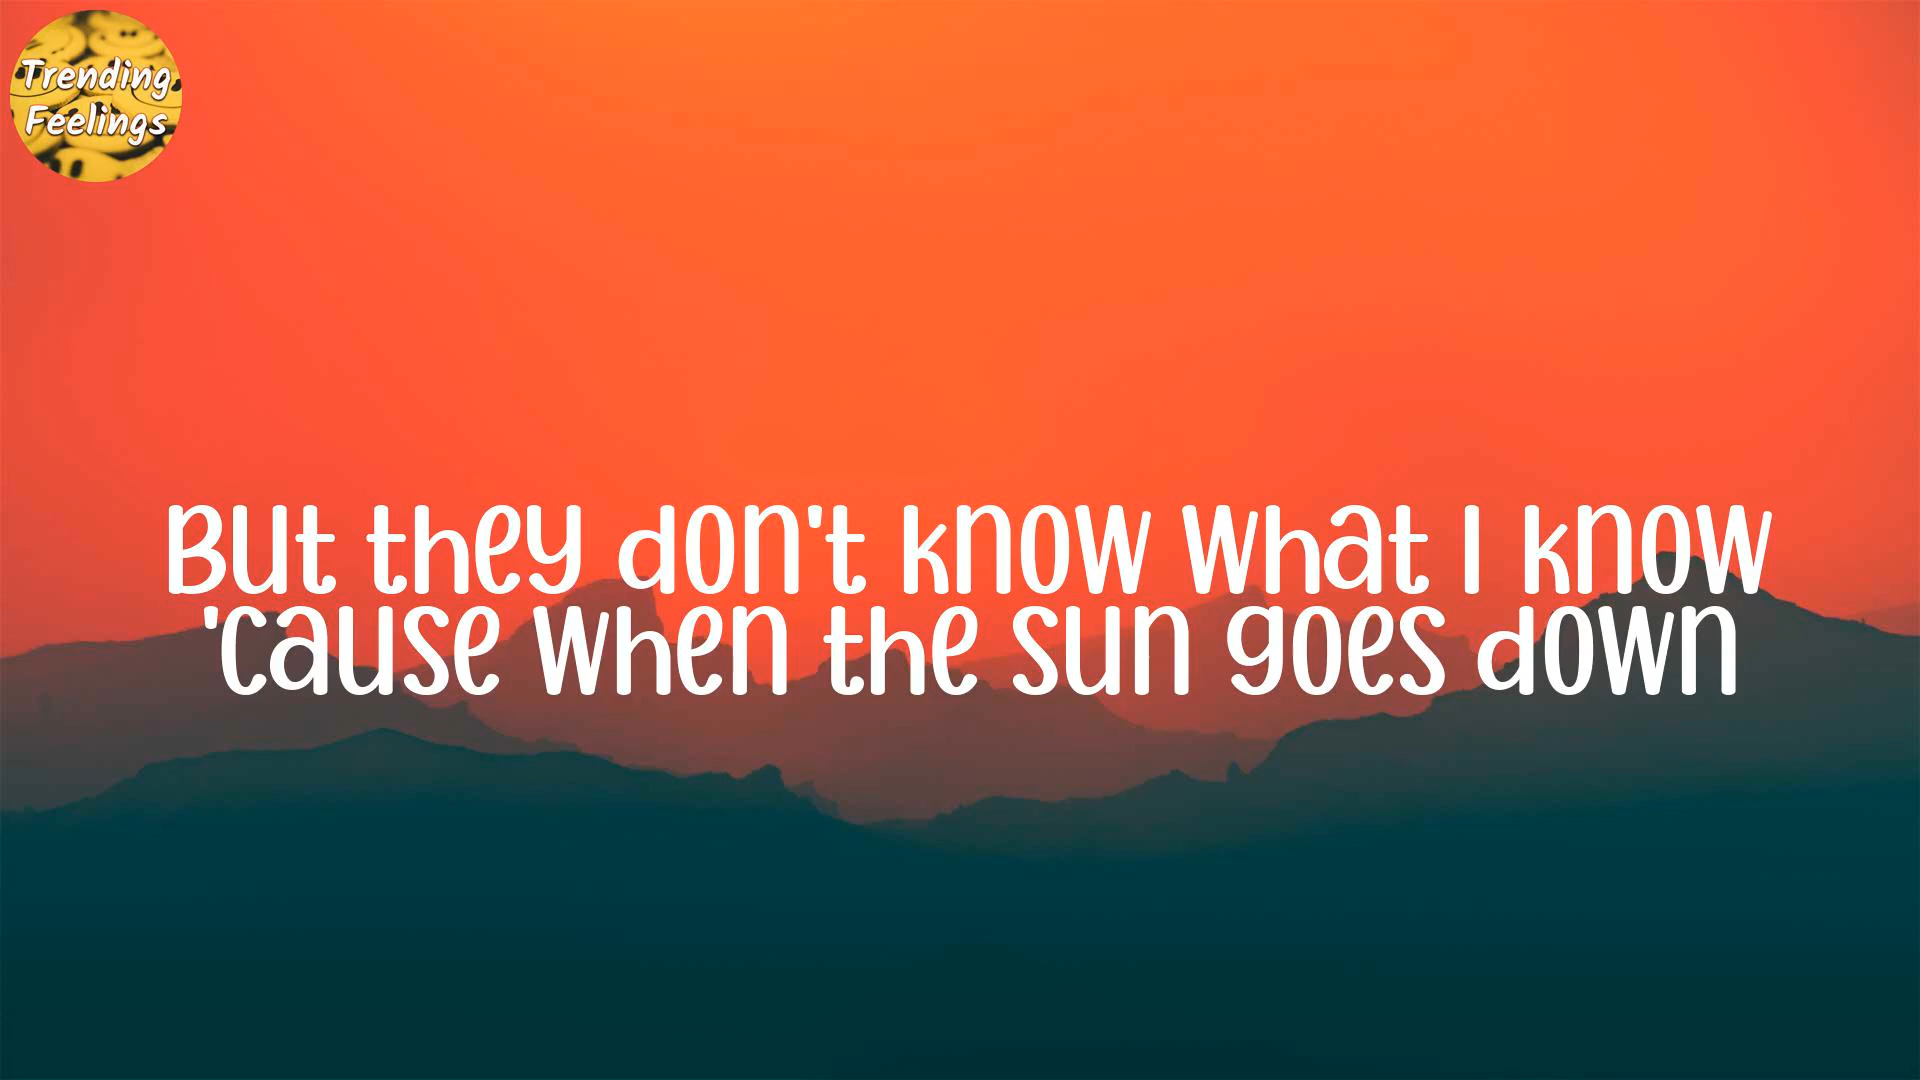 Trending
Feelings
But they don't know what I know
'cause when the sun goes down